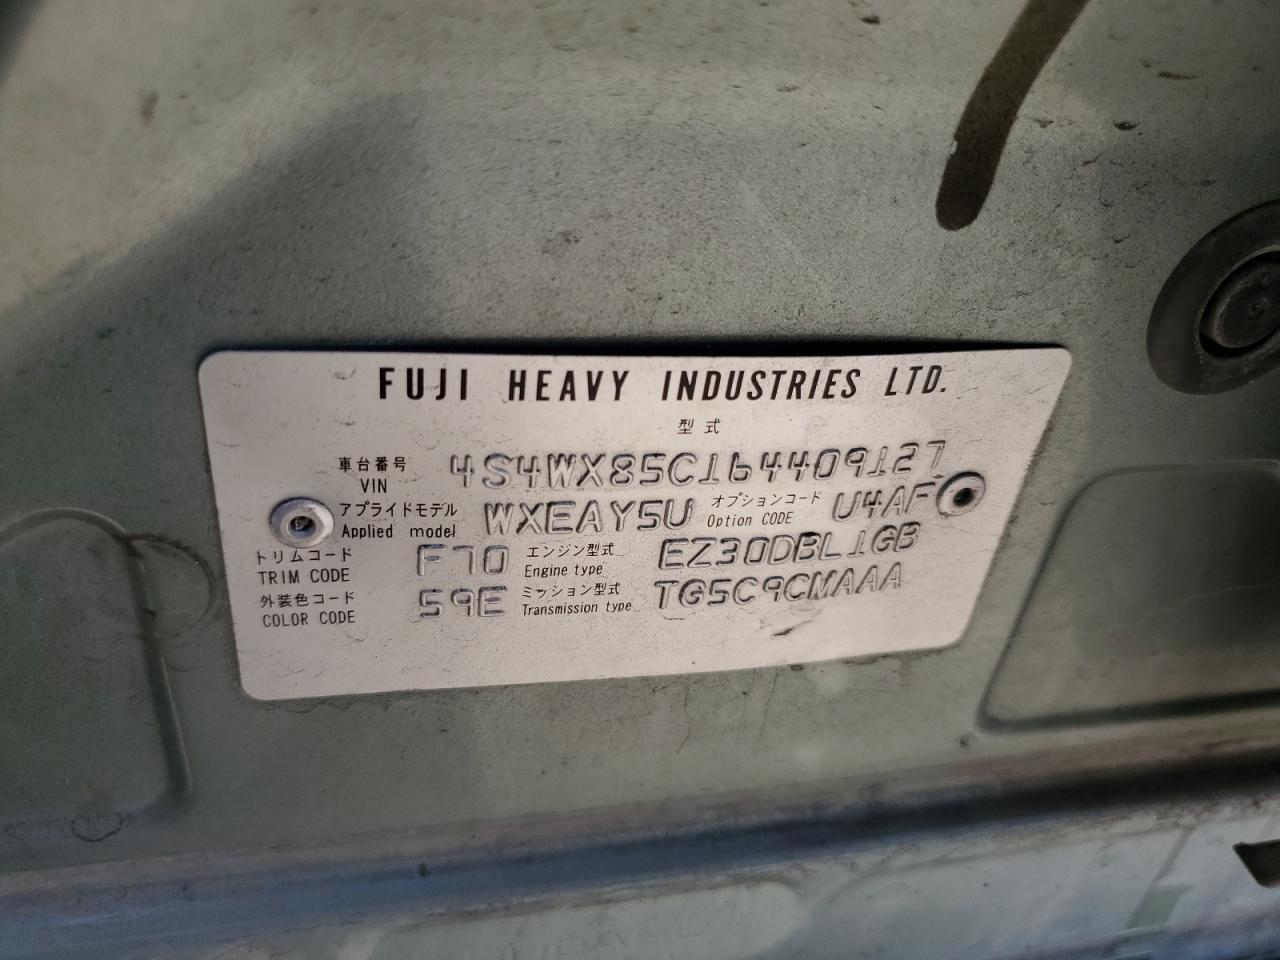 FUJI HEAVY INDUSTRIES LTD.
型式
車台番号 VIN 4S4WX85C164409127
アプライドモデル Applied model WXEAY5U オプションコード Option CODE U4AF
トリムコード TRIM CODE F70 エンジン型式 Engine type EZ30DBL1GB
外装色コード COLOR CODE 59E ミッション型式 Transmission type TG5C9CMAAA